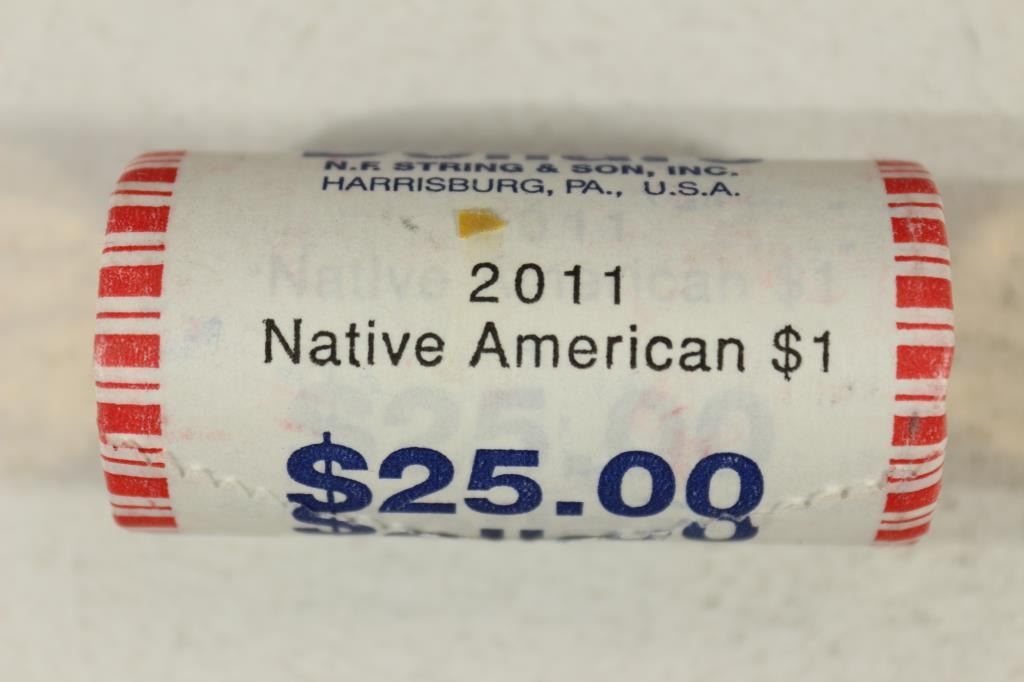 N.F. STRING & SON, INC.
HARRISBURG, PA., U.S.A.
2011
Native American $1
$25.00